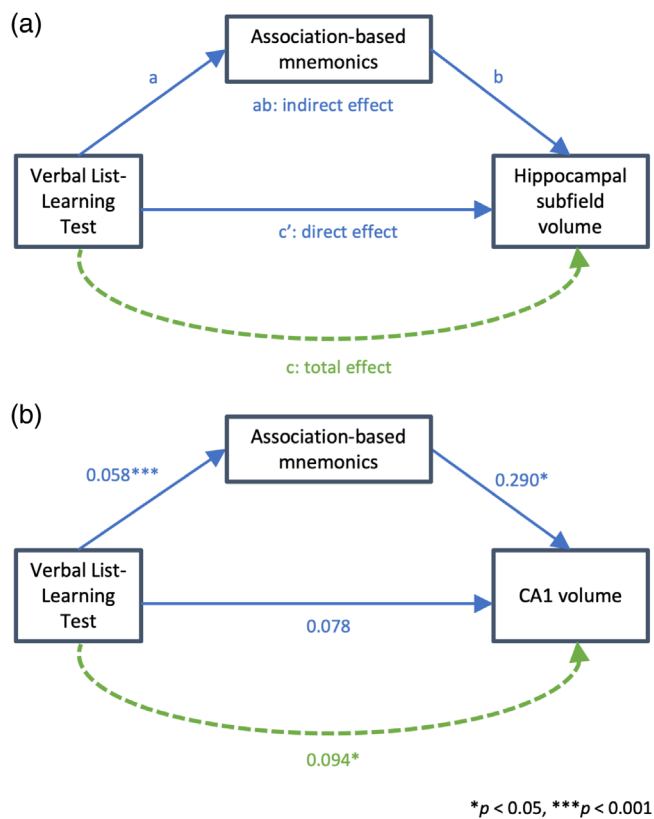 (a)
Association-based
mnemonics
a
b
ab: indirect effect
Verbal List-
Learning
Test
Hippocampal
subfield
volume
c’: direct effect
c: total effect
(b)
Association-based
mnemonics
0.058***
0.290*
Verbal List-
Learning
Test
CA1 volume
0.078
0.094*
*p < 0.05, ***p < 0.001